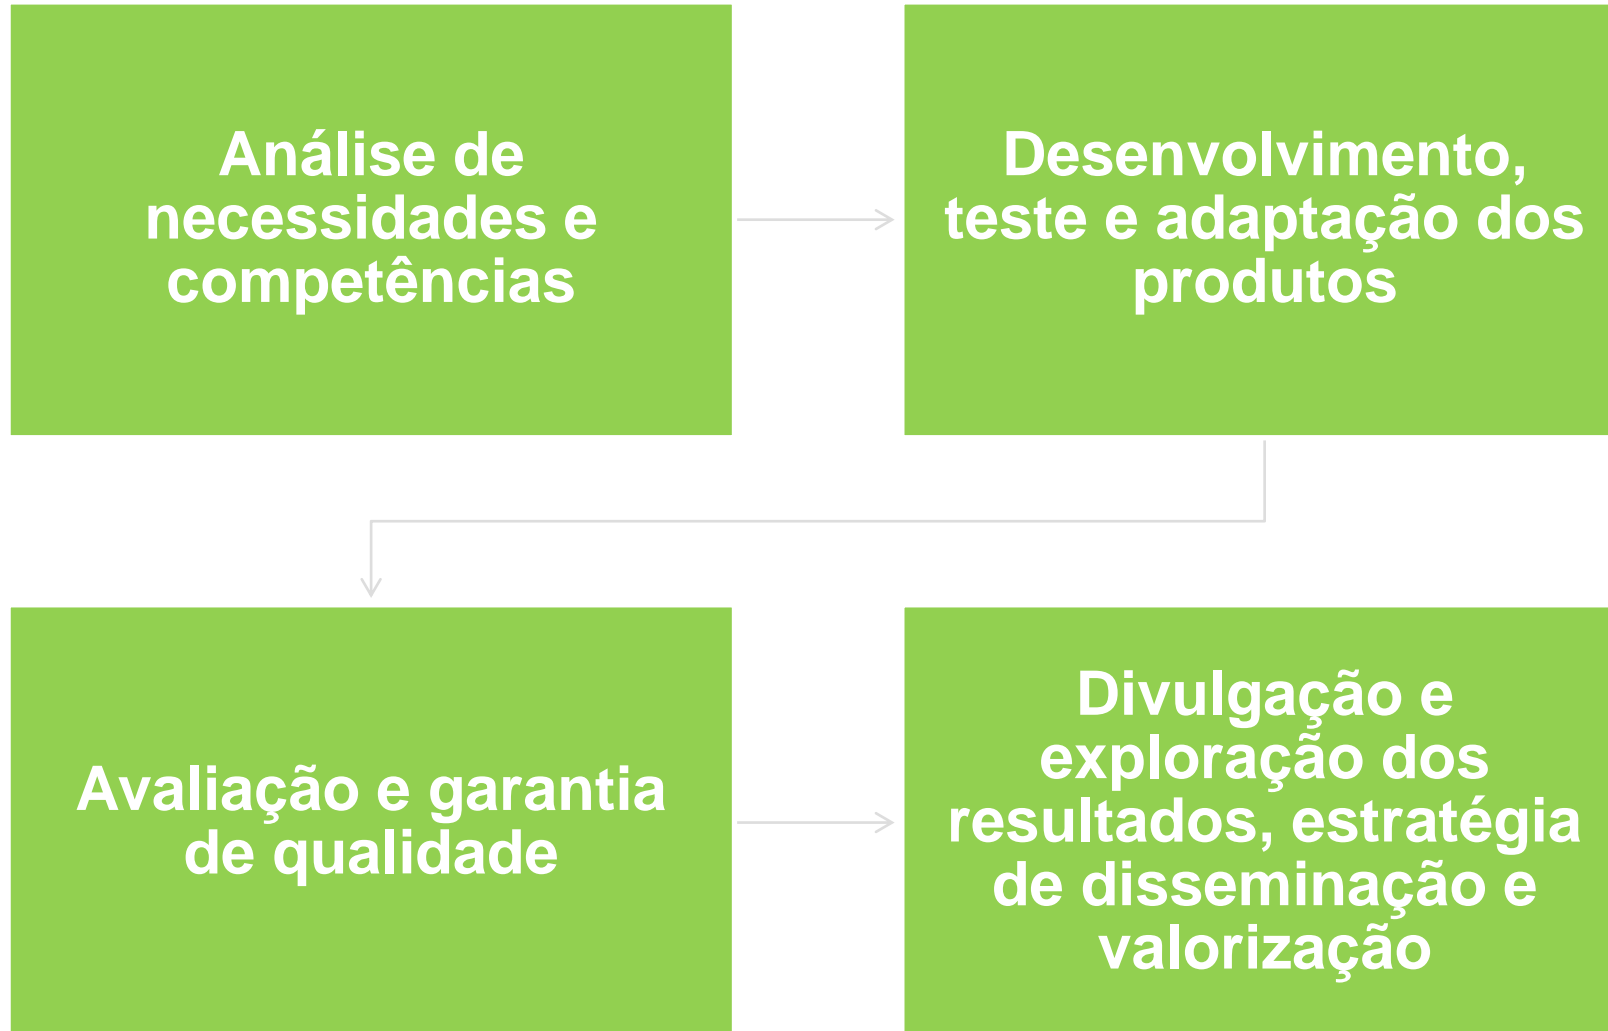 Análise de
necessidades e
competências
Desenvolvimento,
teste e adaptação dos
produtos
Avaliação e garantia
de qualidade
Divulgação e
exploração dos
resultados, estratégia
de disseminação e
valorização